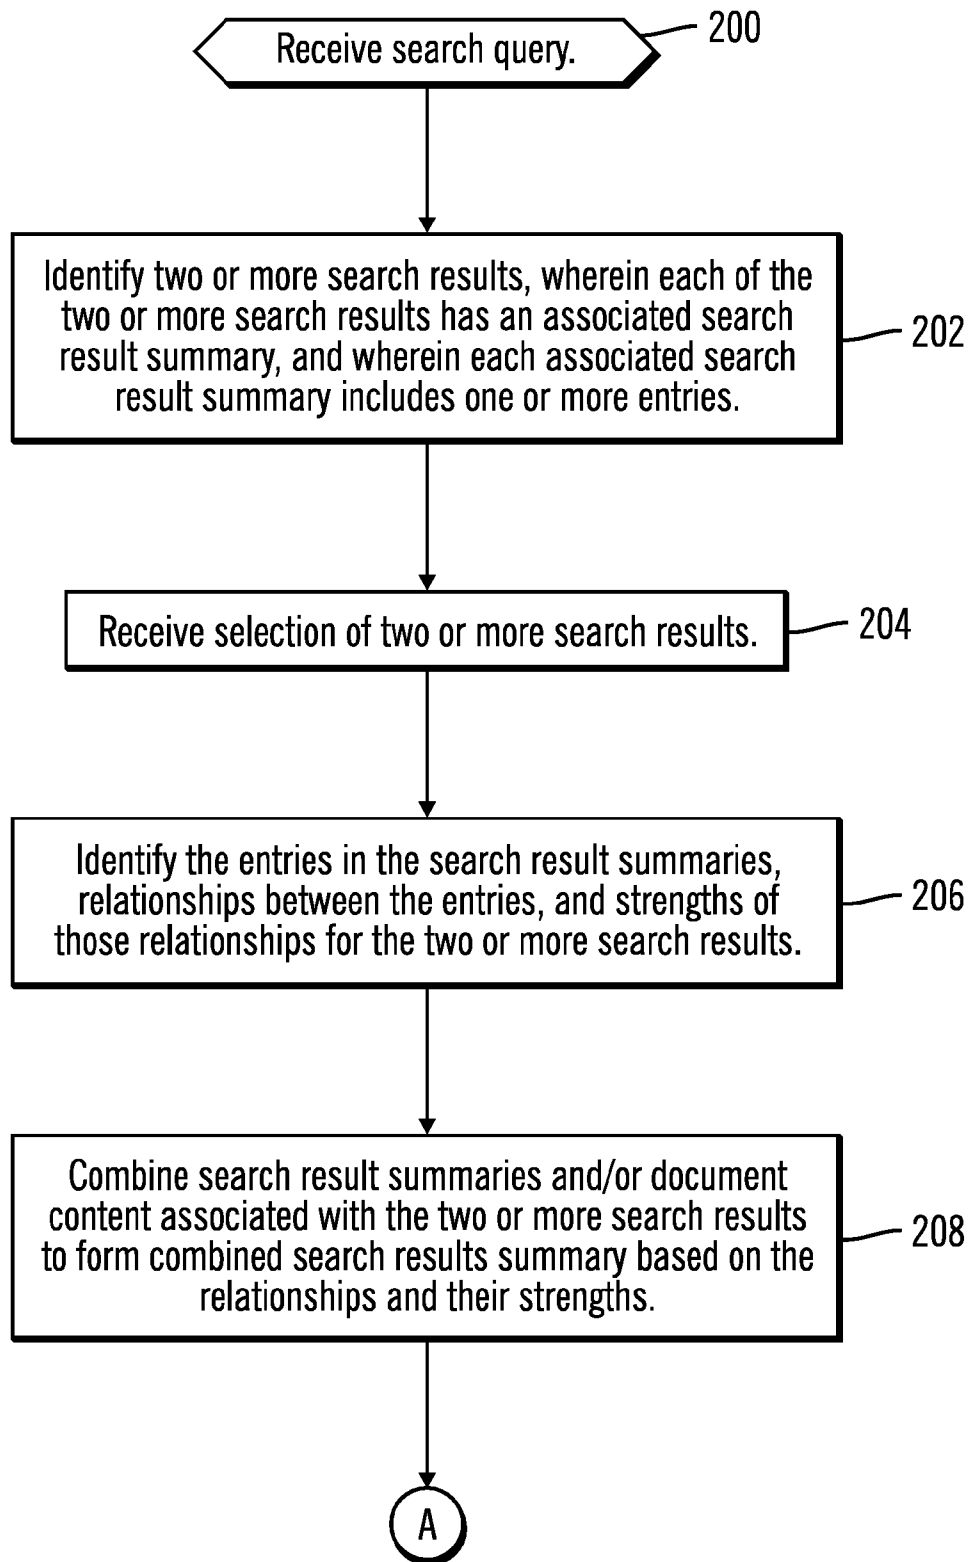 Receive search query.
200
Identify two or more search results, wherein each of the
two or more search results has an associated search
result summary, and wherein each associated search
result summary includes one or more entries.
202
Receive selection of two or more search results.
204
Identify the entries in the search result summaries,
relationships between the entries, and strengths of
those relationships for the two or more search results.
206
Combine search result summaries and/or document
content associated with the two or more search results
to form combined search results summary based on the
relationships and their strengths.
208
A